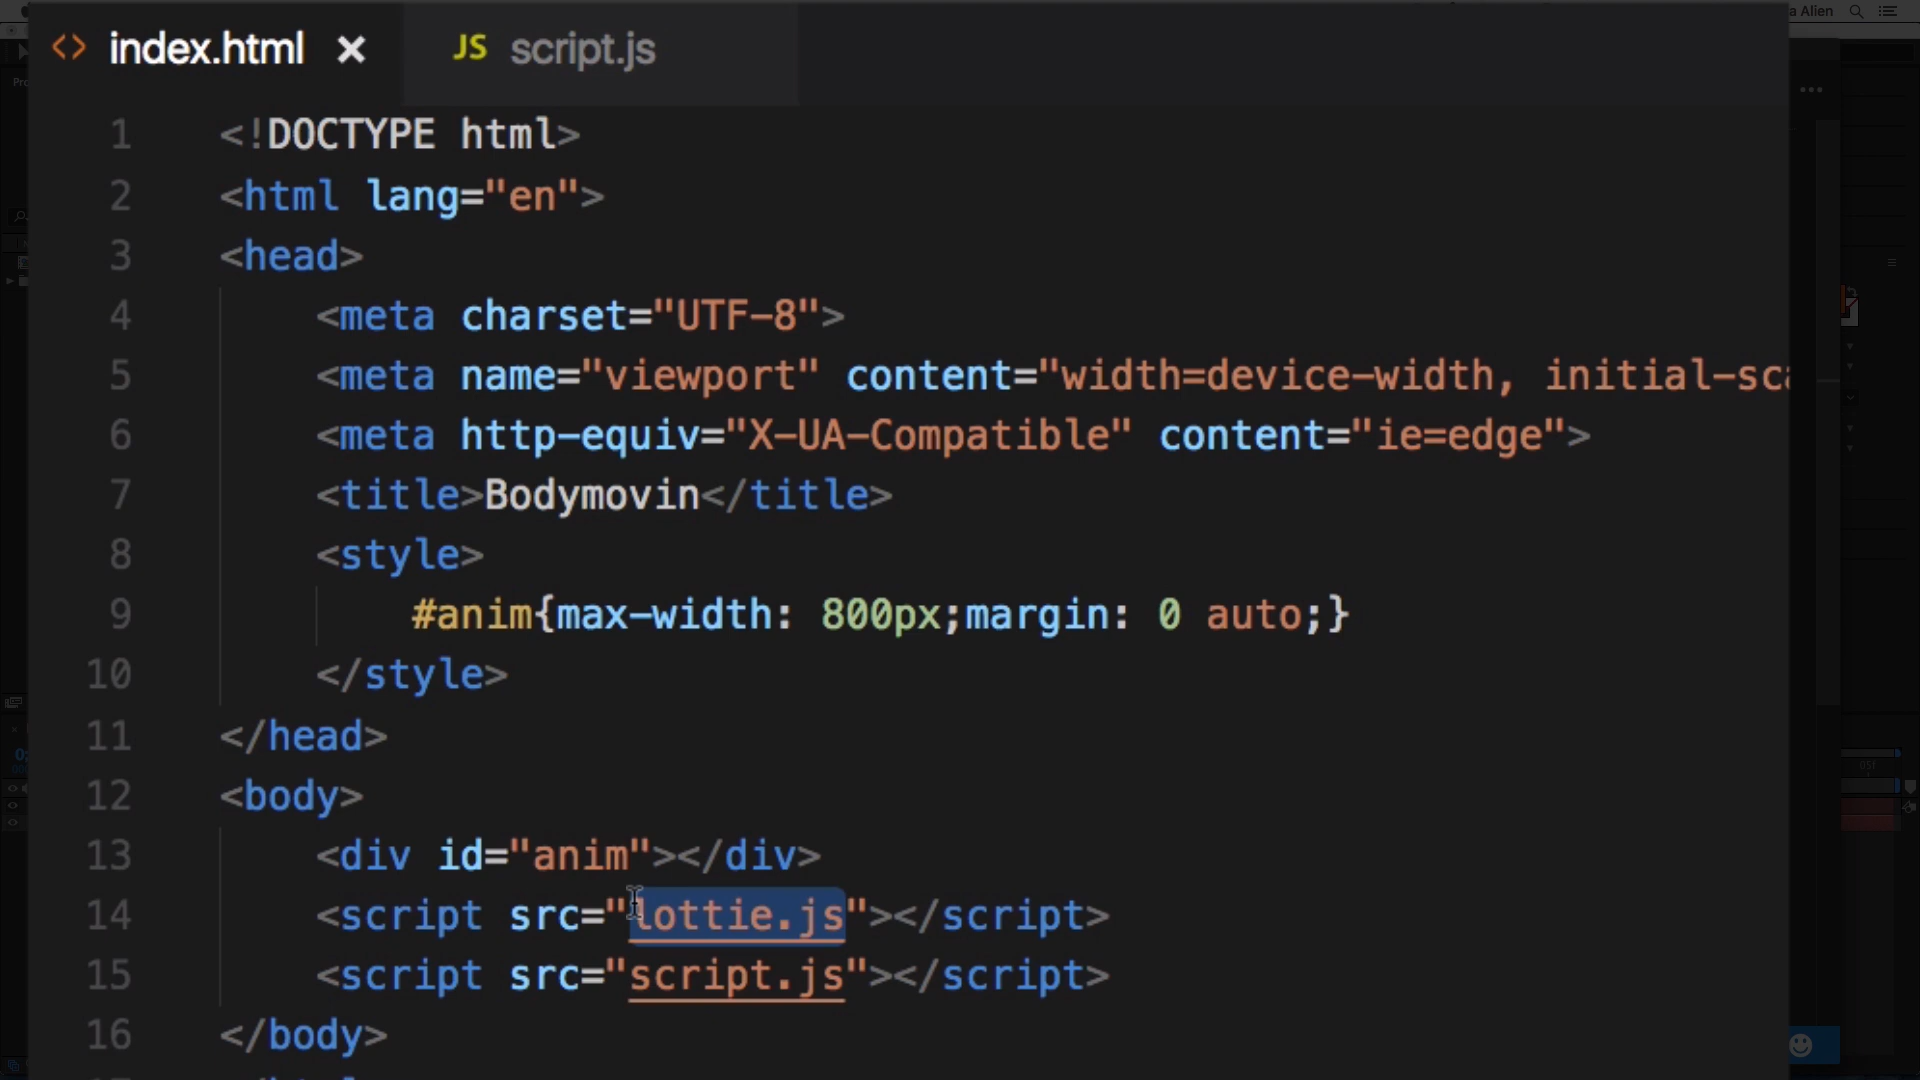 a Alien
index.html × JS script.js
1 <!DOCTYPE html>
2 <html lang="en">
3 <head>
4 <meta charset="UTF-8">
5 <meta name="viewport" content="width=device-width, initial-sca
6 <meta http-equiv="X-UA-Compatible" content="ie=edge">
7 <title>Bodymovin</title>
8 <style>
9 #anim{max-width: 800px;margin: 0 auto;}
10 </style>
11 </head>
12 <body>
13 <div id="anim"></div>
14 <script src="lottie.js"></script>
15 <script src="script.js"></script>
16 </body>